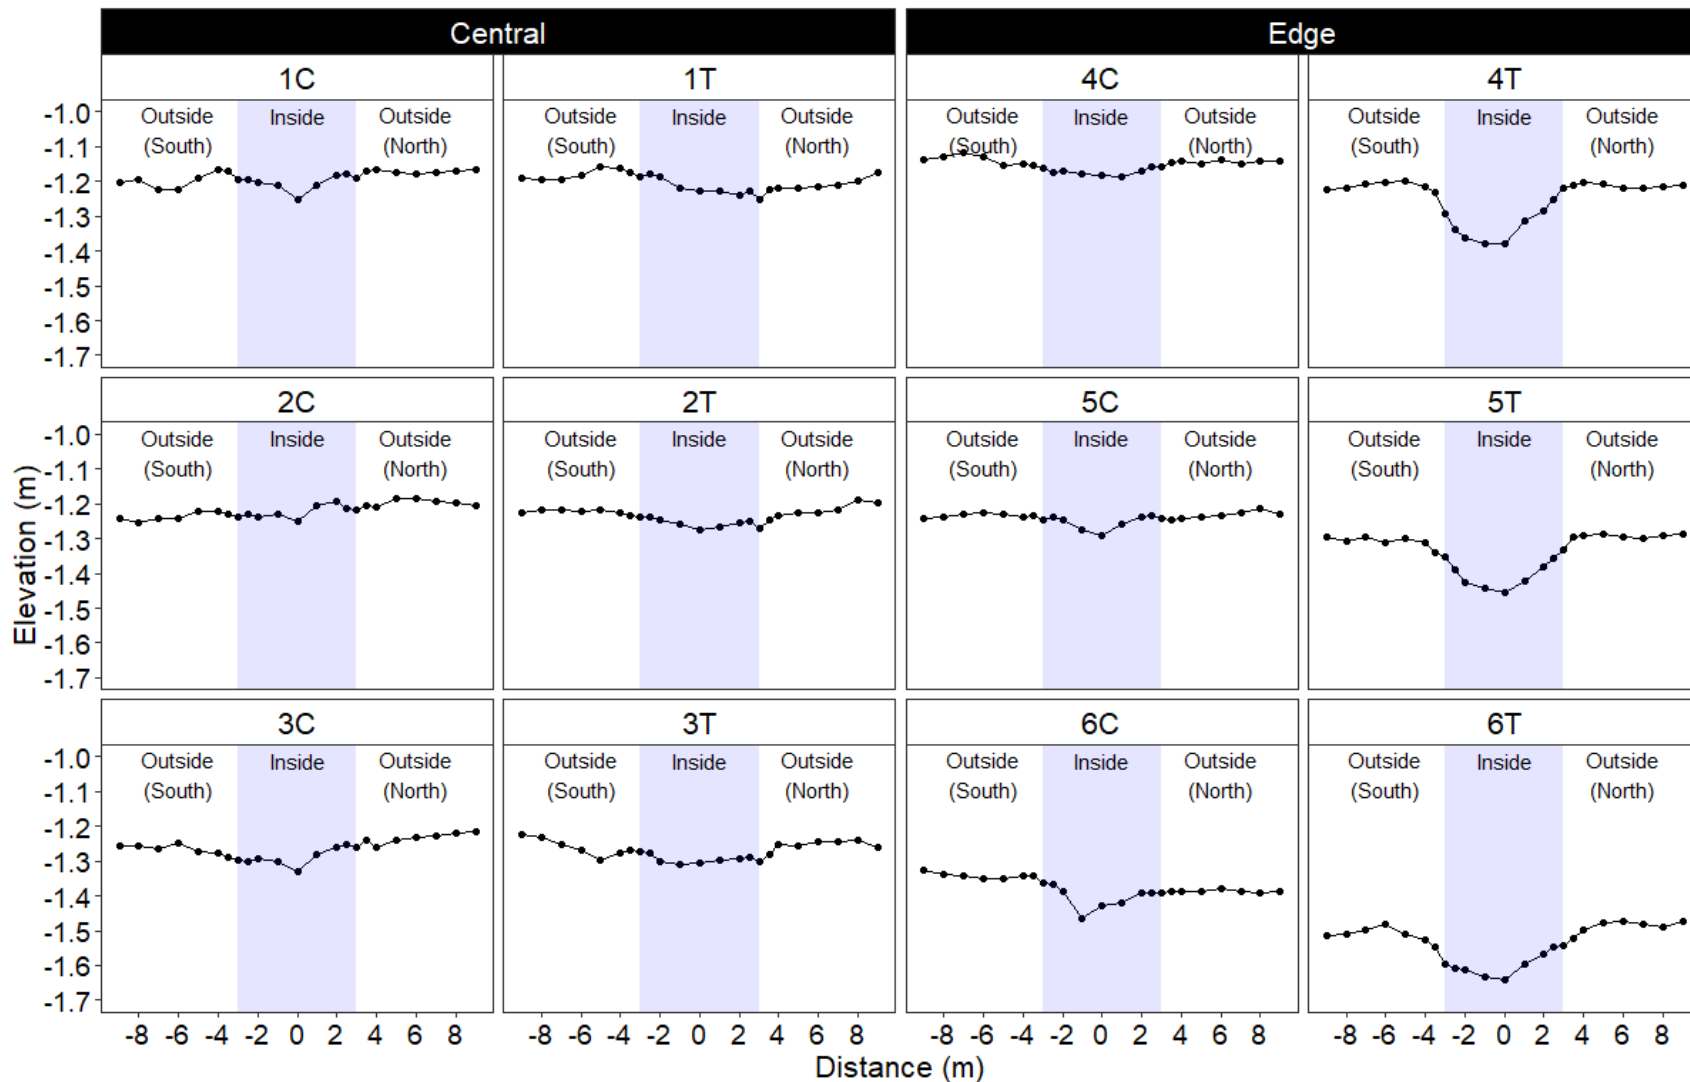 Central Edge
1C 1T 4C 4T
-1.0 Outside Inside Outside Outside Inside Outside Outside Inside Outside Outside Inside Outside
-1.1 (South) (North) (South) (North) (South) (North) (South) (North)
-1.2
-1.3
-1.4
-1.5
-1.6
-1.7
2C 2T 5C 5T
-1.0 Outside Inside Outside Outside Inside Outside Outside Inside Outside Outside Inside Outside
-1.1 (South) (North) (South) (North) (South) (North) (South) (North)
-1.2
-1.3
-1.4
-1.5
-1.6
-1.7
Elevation (m)
3C 3T 6C 6T
-1.0 Outside Inside Outside Outside Inside Outside Outside Inside Outside Outside Inside Outside
-1.1 (South) (North) (South) (North) (South) (North) (South) (North)
-1.2
-1.3
-1.4
-1.5
-1.6
-1.7
-8 -6 -4 -2 0 2 4 6 8 -8 -6 -4 -2 0 2 4 6 8 -8 -6 -4 -2 0 2 4 6 8 -8 -6 -4 -2 0 2 4 6 8
Distance (m)